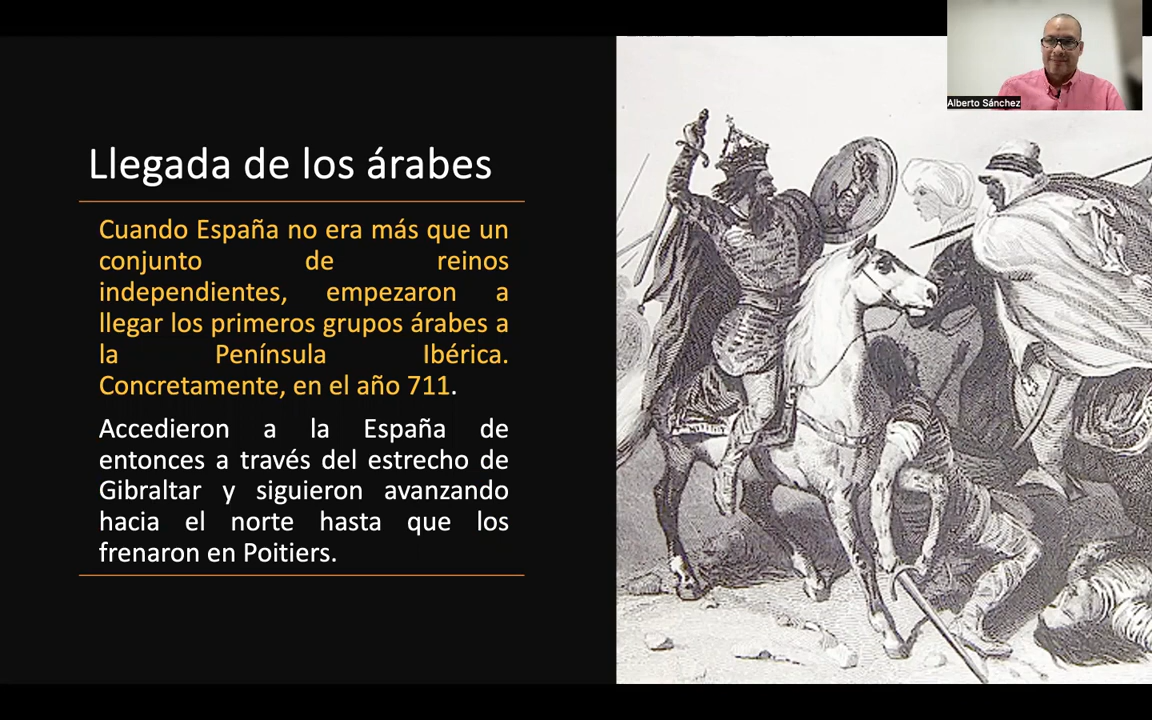 Alberto Sánchez
Llegada de los árabes
Cuando España no era más que un
conjunto de reinos
independientes, empezaron a
llegar los primeros grupos árabes a
la Península Ibérica.
Concretamente, en el año 711.
Accedieron a la España de
entonces a través del estrecho de
Gibraltar y siguieron avanzando
hacia el norte hasta que los
frenaron en Poitiers.